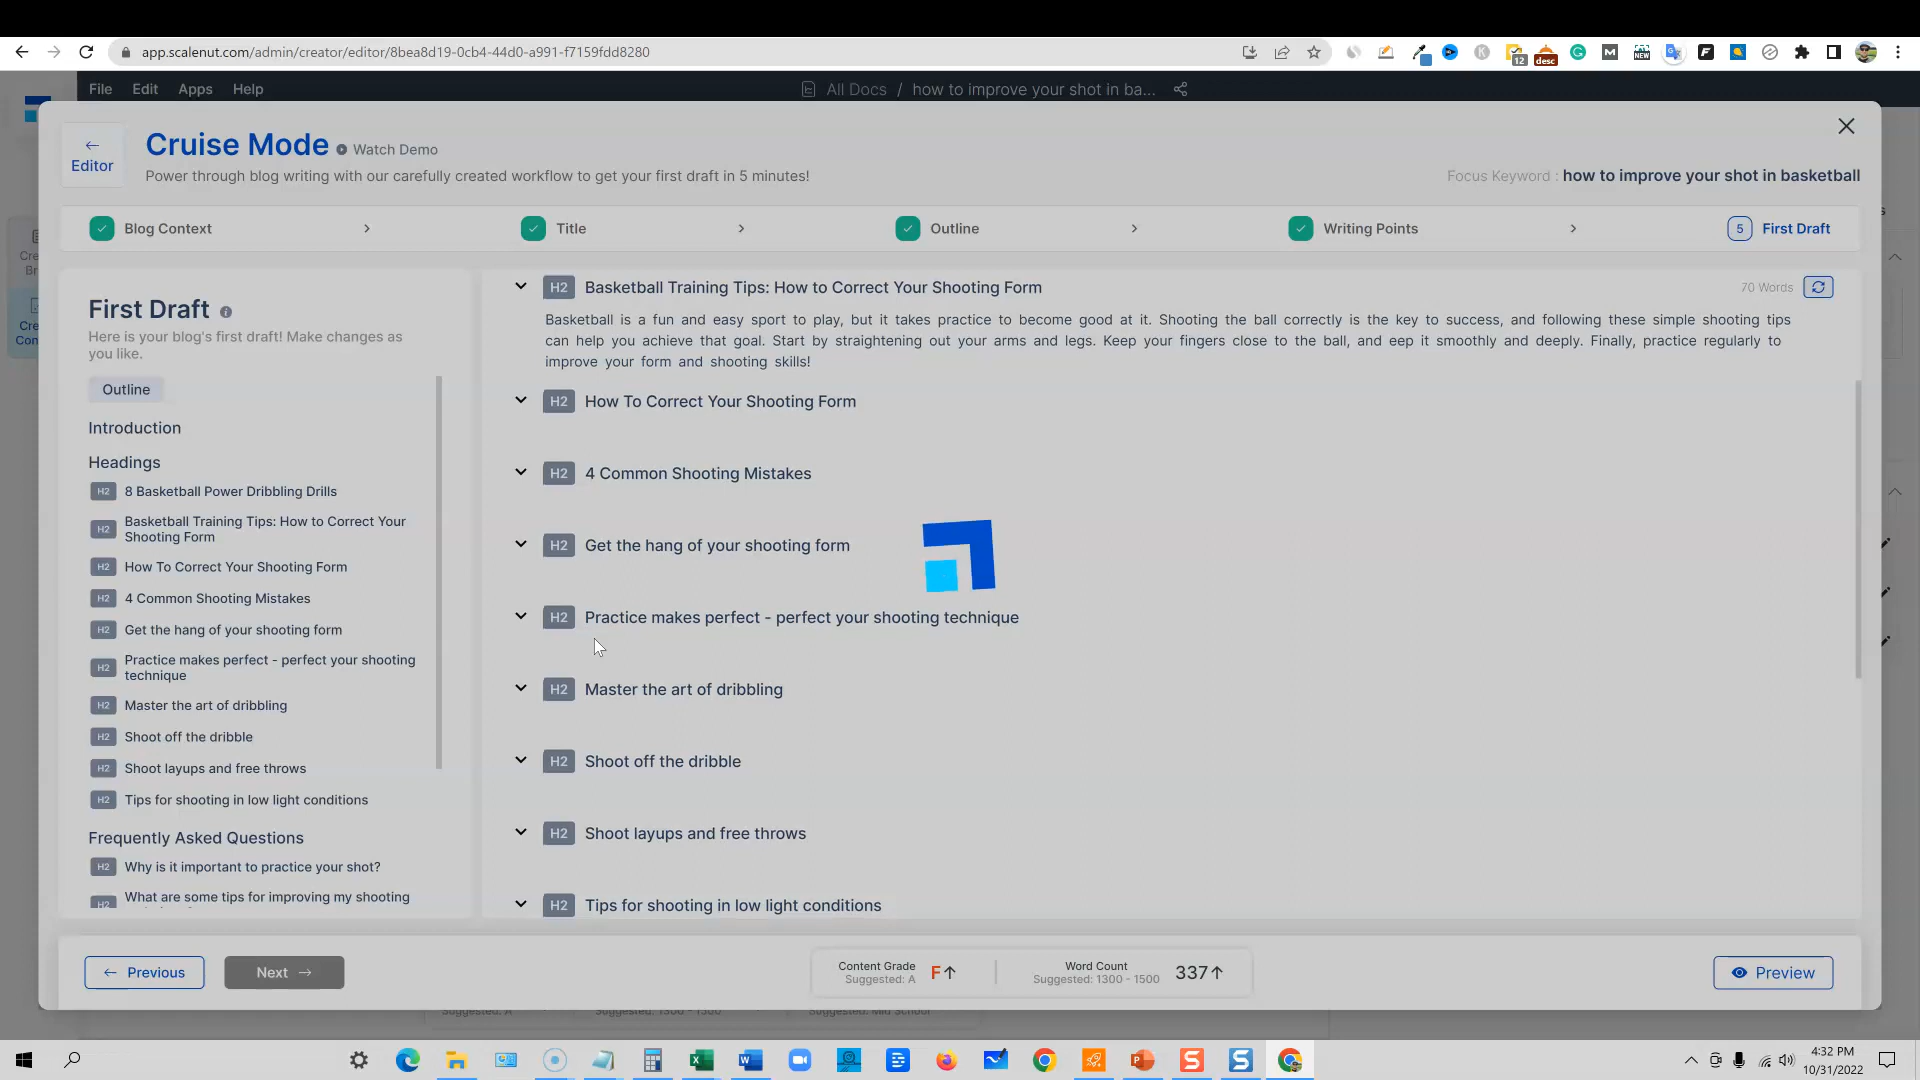 app.scalenut.com/admin/creator/editor/8bea8d19-0cb4-44d0-a991-f7159fdd8280
12
desc
M
NEW
File Edit Apps Help
All Docs / how to improve your shot in ba...
← Editor
Cruise Mode
Watch Demo
Power through blog writing with our carefully created workflow to get your first draft in 5 minutes!
Focus Keyword : how to improve your shot in basketball
Blog Context > Title > Outline > Writing Points > 5 First Draft
First Draft
Here is your blog's first draft! Make changes as
you like.
Outline
Introduction
Headings
H2 8 Basketball Power Dribbling Drills
H2 Basketball Training Tips: How to Correct Your
Shooting Form
H2 How To Correct Your Shooting Form
H2 4 Common Shooting Mistakes
H2 Get the hang of your shooting form
H2 Practice makes perfect - perfect your shooting
technique
H2 Master the art of dribbling
H2 Shoot off the dribble
H2 Shoot layups and free throws
H2 Tips for shooting in low light conditions
Frequently Asked Questions
H2 Why is it important to practice your shot?
H2 What are some tips for improving my shooting
H2 Basketball Training Tips: How to Correct Your Shooting Form
70 Words
Basketball is a fun and easy sport to play, but it takes practice to become good at it. Shooting the ball correctly is the key to success, and following these simple shooting tips
can help you achieve that goal. Start by straightening out your arms and legs. Keep your fingers close to the ball, and eep it smoothly and deeply. Finally, practice regularly to
improve your form and shooting skills!
H2 How To Correct Your Shooting Form
H2 4 Common Shooting Mistakes
H2 Get the hang of your shooting form
H2 Practice makes perfect - perfect your shooting technique
H2 Master the art of dribbling
H2 Shoot off the dribble
H2 Shoot layups and free throws
H2 Tips for shooting in low light conditions
← Previous
Next →
Content Grade
Suggested: A
F↑
Word Count
Suggested: 1300 - 1500
337↑
Preview
4:32 PM
10/31/2022